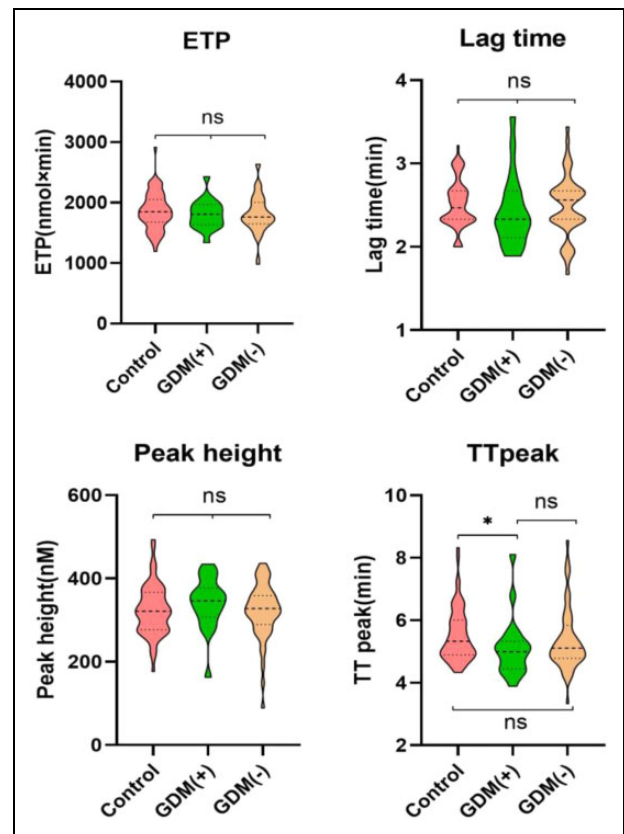 ETP
4000
3000
2000
1000
0
ETP(nmol×min)
ns
Control
GDM(+)
GDM(-)
Lag time
4
3
2
1
Lag time(min)
ns
Control
GDM(+)
GDM(-)
Peak height
600
400
200
0
Peak height(nM)
ns
Control
GDM(+)
GDM(-)
TTpeak
10
8
6
4
2
TT peak(min)
*
ns
ns
Control
GDM(+)
GDM(-)